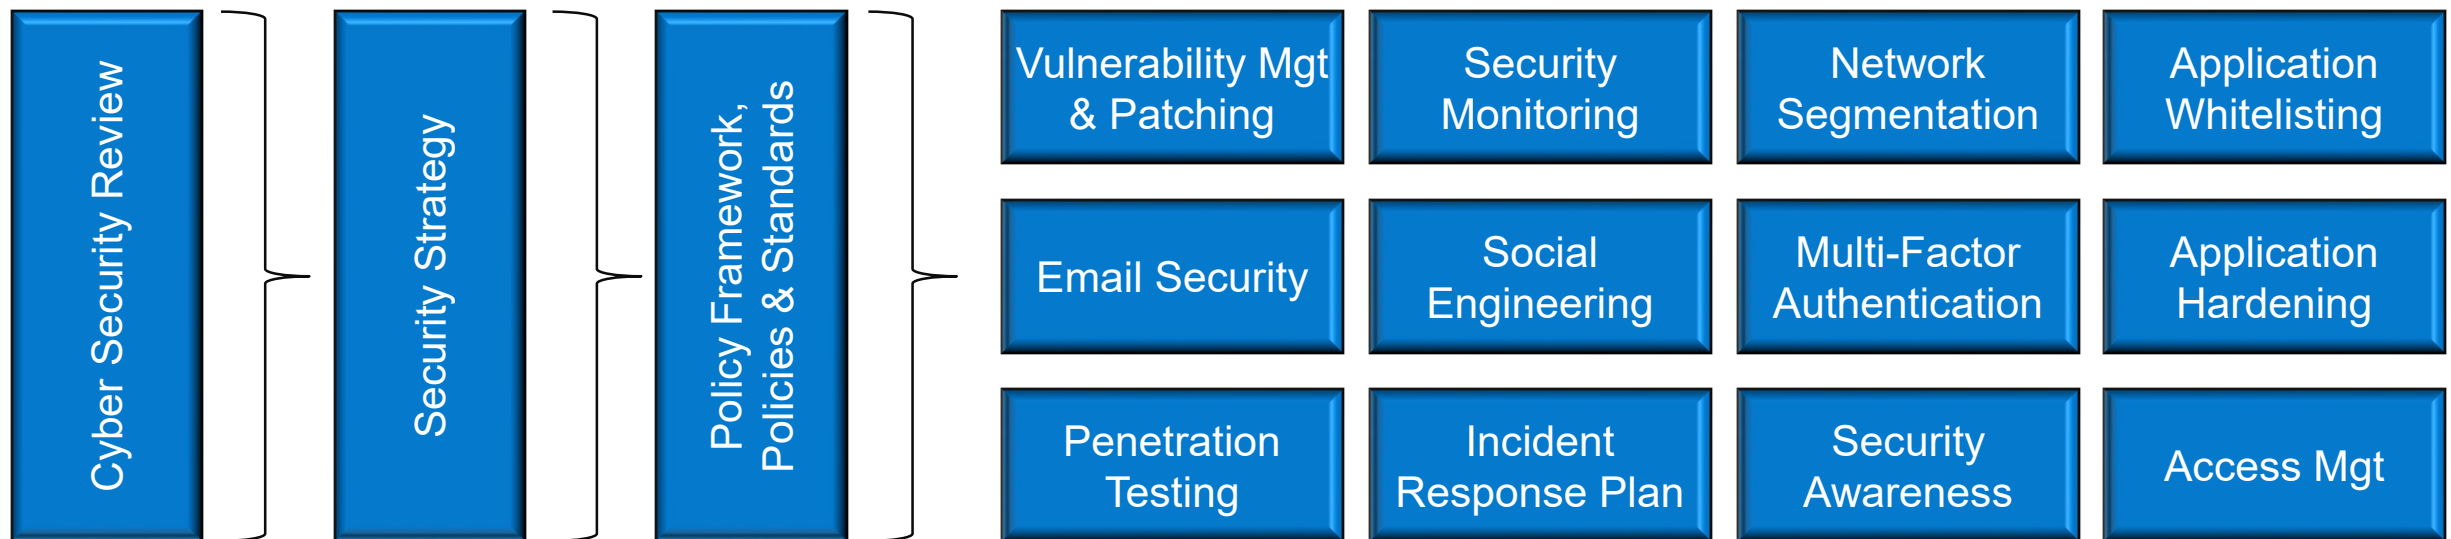 Cyber Security Review
Security Strategy
Policy Framework,
Policies & Standards
Vulnerability Mgt
& Patching
Security
Monitoring
Network
Segmentation
Application
Whitelisting
Email Security
Social
Engineering
Multi-Factor
Authentication
Application
Hardening
Penetration
Testing
Incident
Response Plan
Security
Awareness
Access Mgt